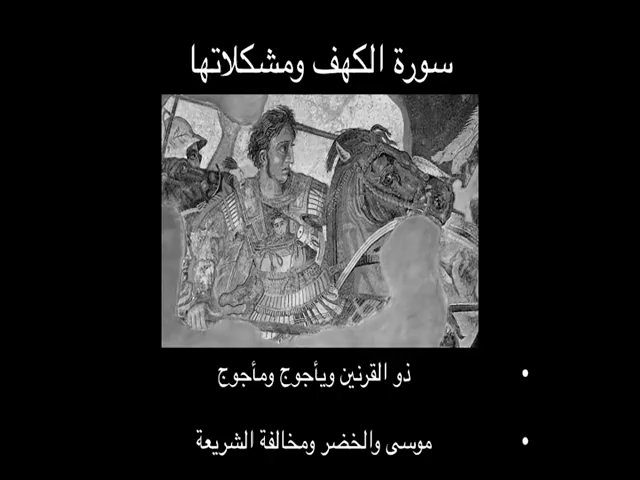 سورة الكهف ومشكلاتها
• ذو القرنين ويأجوج ومأجوج
• موسى والخضر ومخالفة الشريعة